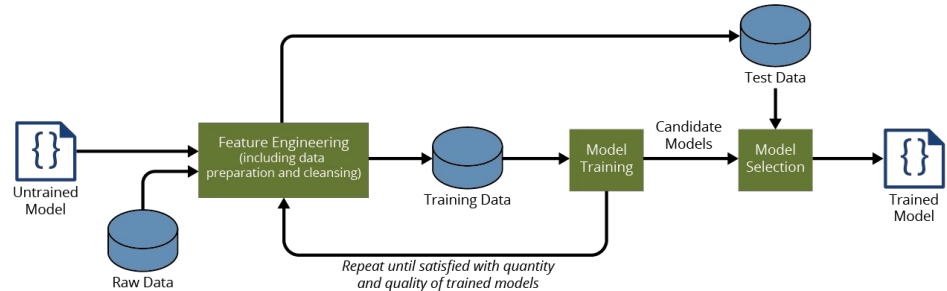 { }
Untrained
Model
Raw Data
Feature Engineering
(including data
preparation and cleansing)
Training Data
Model
Training
Repeat until satisfied with quantity
and quality of trained models
Candidate
Models
Test Data
Model
Selection
{ }
Trained
Model